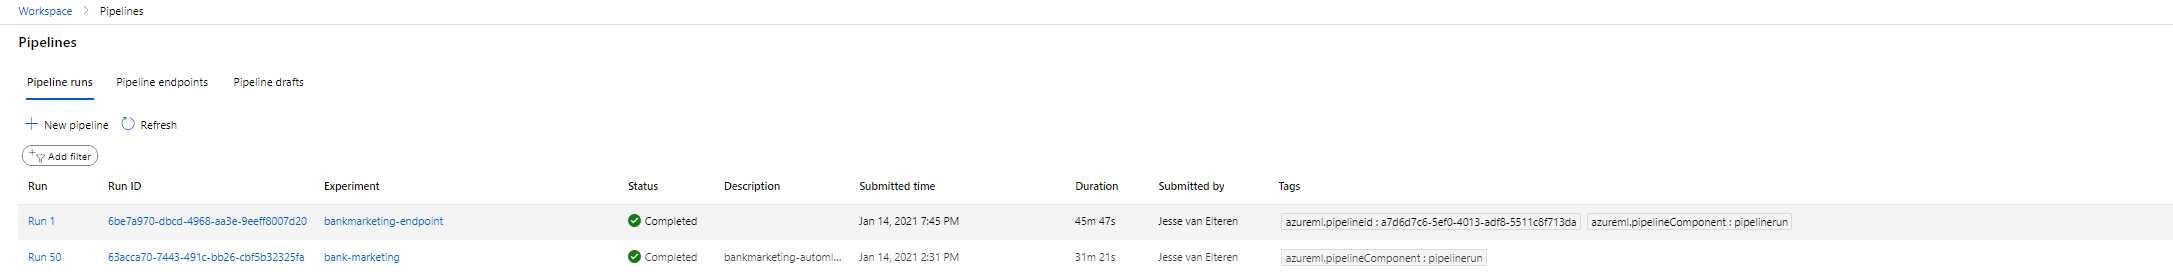 Workspace > Pipelines
Pipelines
Pipeline runs Pipeline endpoints Pipeline drafts
New pipeline Refresh
Add filter
Run Run ID Experiment Status Description Submitted time Duration Submitted by Tags
Run 1 6be7a970-dbcd-4968-aa3e-9eeff8007d20 bankmarketing-endpoint Completed Jan 14, 2021 7:45 PM 45m 47s Jesse van Elteren azureml.pipelineid : a7d6d7c6-5ef0-4013-adf8-5511c8f713da azureml.pipelineComponent : pipelinerun
Run 50 63acca70-7443-491c-bb26-cbf5b32325fa bank-marketing Completed bankmarketing-automl... Jan 14, 2021 2:31 PM 31m 21s Jesse van Elteren azureml.pipelineComponent : pipelinerun